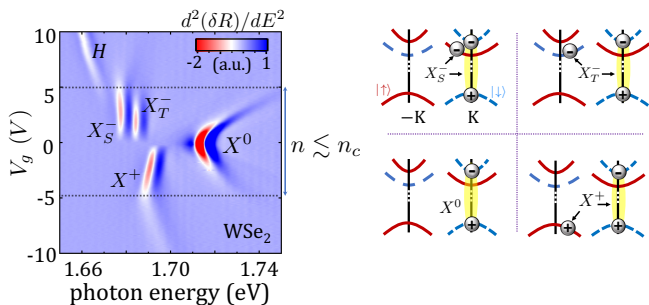 d²(δR)/dE²
-2 (a.u.) 1
10
5
0
-5
-10
V_g (V)
H
X_S^-
X_T^-
X^0
X^+
WSe₂
n ≲ n_c
1.66 1.70 1.74
photon energy (eV)
X_S^-
|↑⟩
|↓⟩
−K K
X_T^-
X^0
X^+